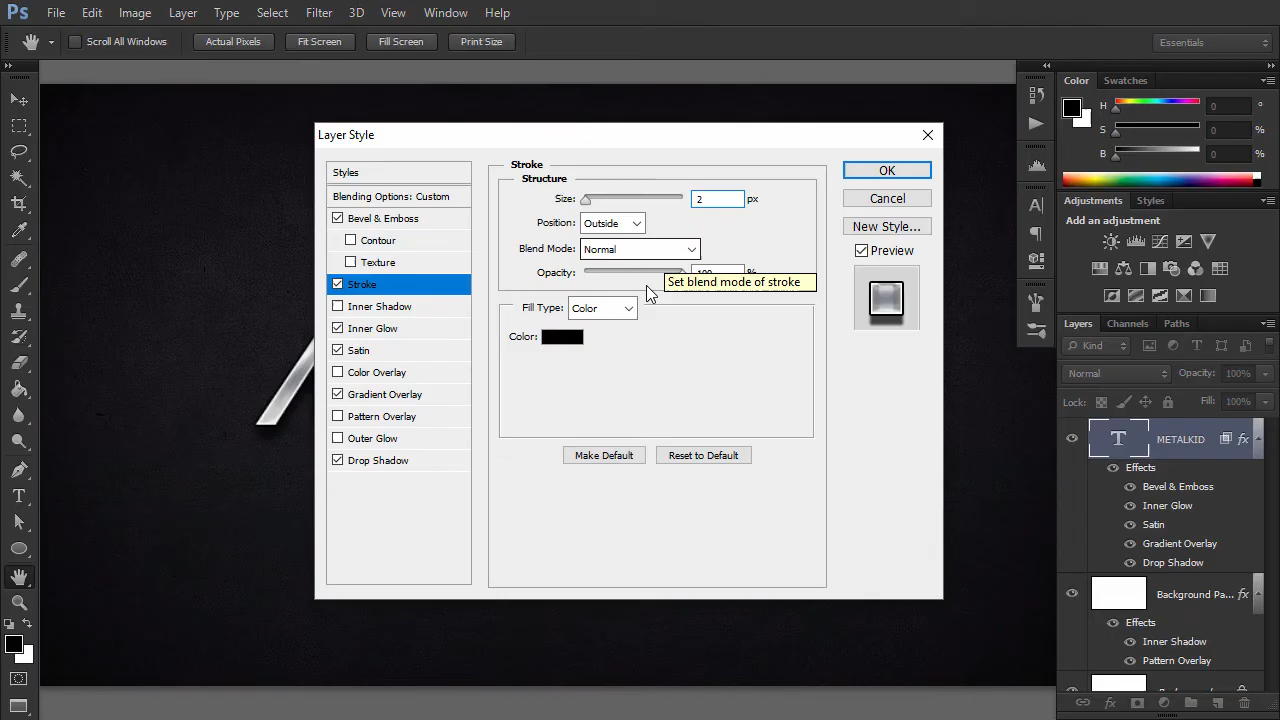 Ps File Edit Image Layer Type Select Filter 3D View Window Help
Scroll All Windows Actual Pixels Fit Screen Fill Screen Print Size Essentials
Color Swatches
H 0 °
S 0 %
B 0 %
Layer Style
Styles
Blending Options: Custom
Bevel & Emboss
Contour
Texture
Stroke
Inner Shadow
Inner Glow
Satin
Color Overlay
Gradient Overlay
Pattern Overlay
Outer Glow
Drop Shadow
Stroke
Structure
Size: 2 px
Position: Outside
Blend Mode: Normal
Opacity: 100 %
Set blend mode of stroke
Fill Type: Color
Color:
Make Default Reset to Default
OK
Cancel
New Style...
Preview
Adjustments Styles
Add an adjustment
Layers Channels Paths
Kind
Normal Opacity: 100%
Lock: Fill: 100%
T METALKID fx
Effects
Bevel & Emboss
Inner Glow
Satin
Gradient Overlay
Drop Shadow
Background Pa... fx
Effects
Inner Shadow
Pattern Overlay